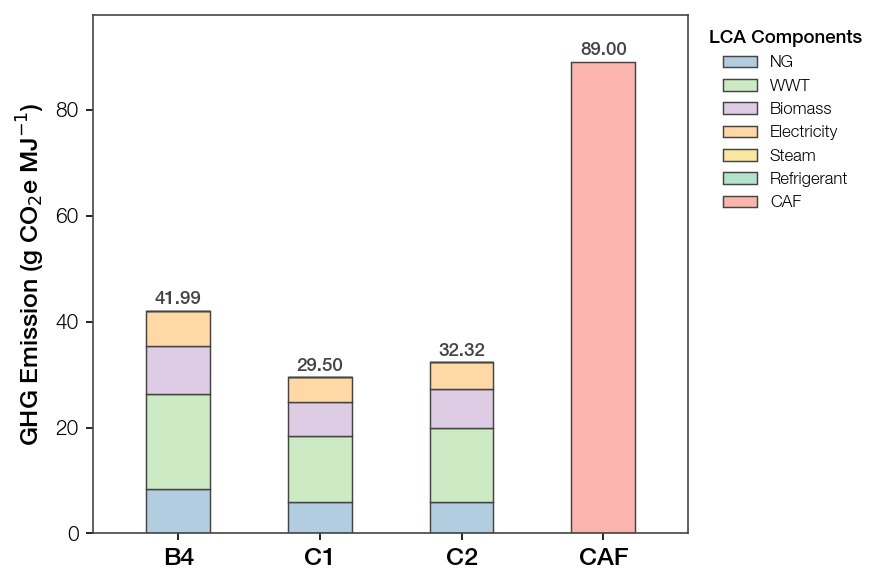 GHG Emission (g CO₂e MJ⁻¹)
80
60
40
20
0
41.99
29.50
32.32
89.00
B4
C1
C2
CAF
LCA Components
NG
WWT
Biomass
Electricity
Steam
Refrigerant
CAF